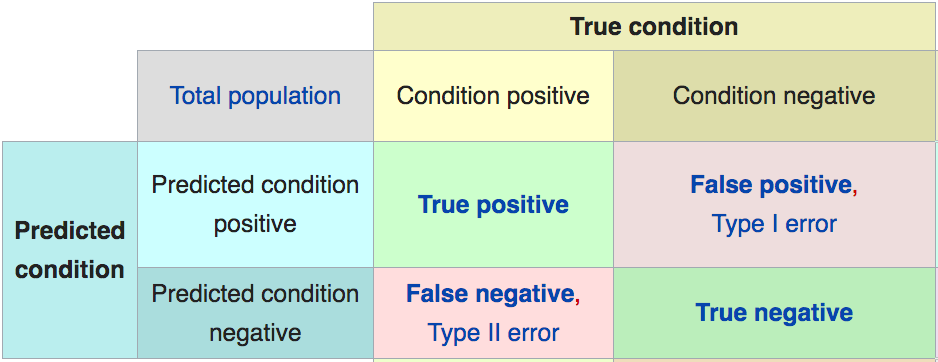 True condition
Total population
Condition positive
Condition negative
Predicted condition
Predicted condition
positive
True positive
False positive,
Type I error
Predicted condition
negative
False negative,
Type II error
True negative